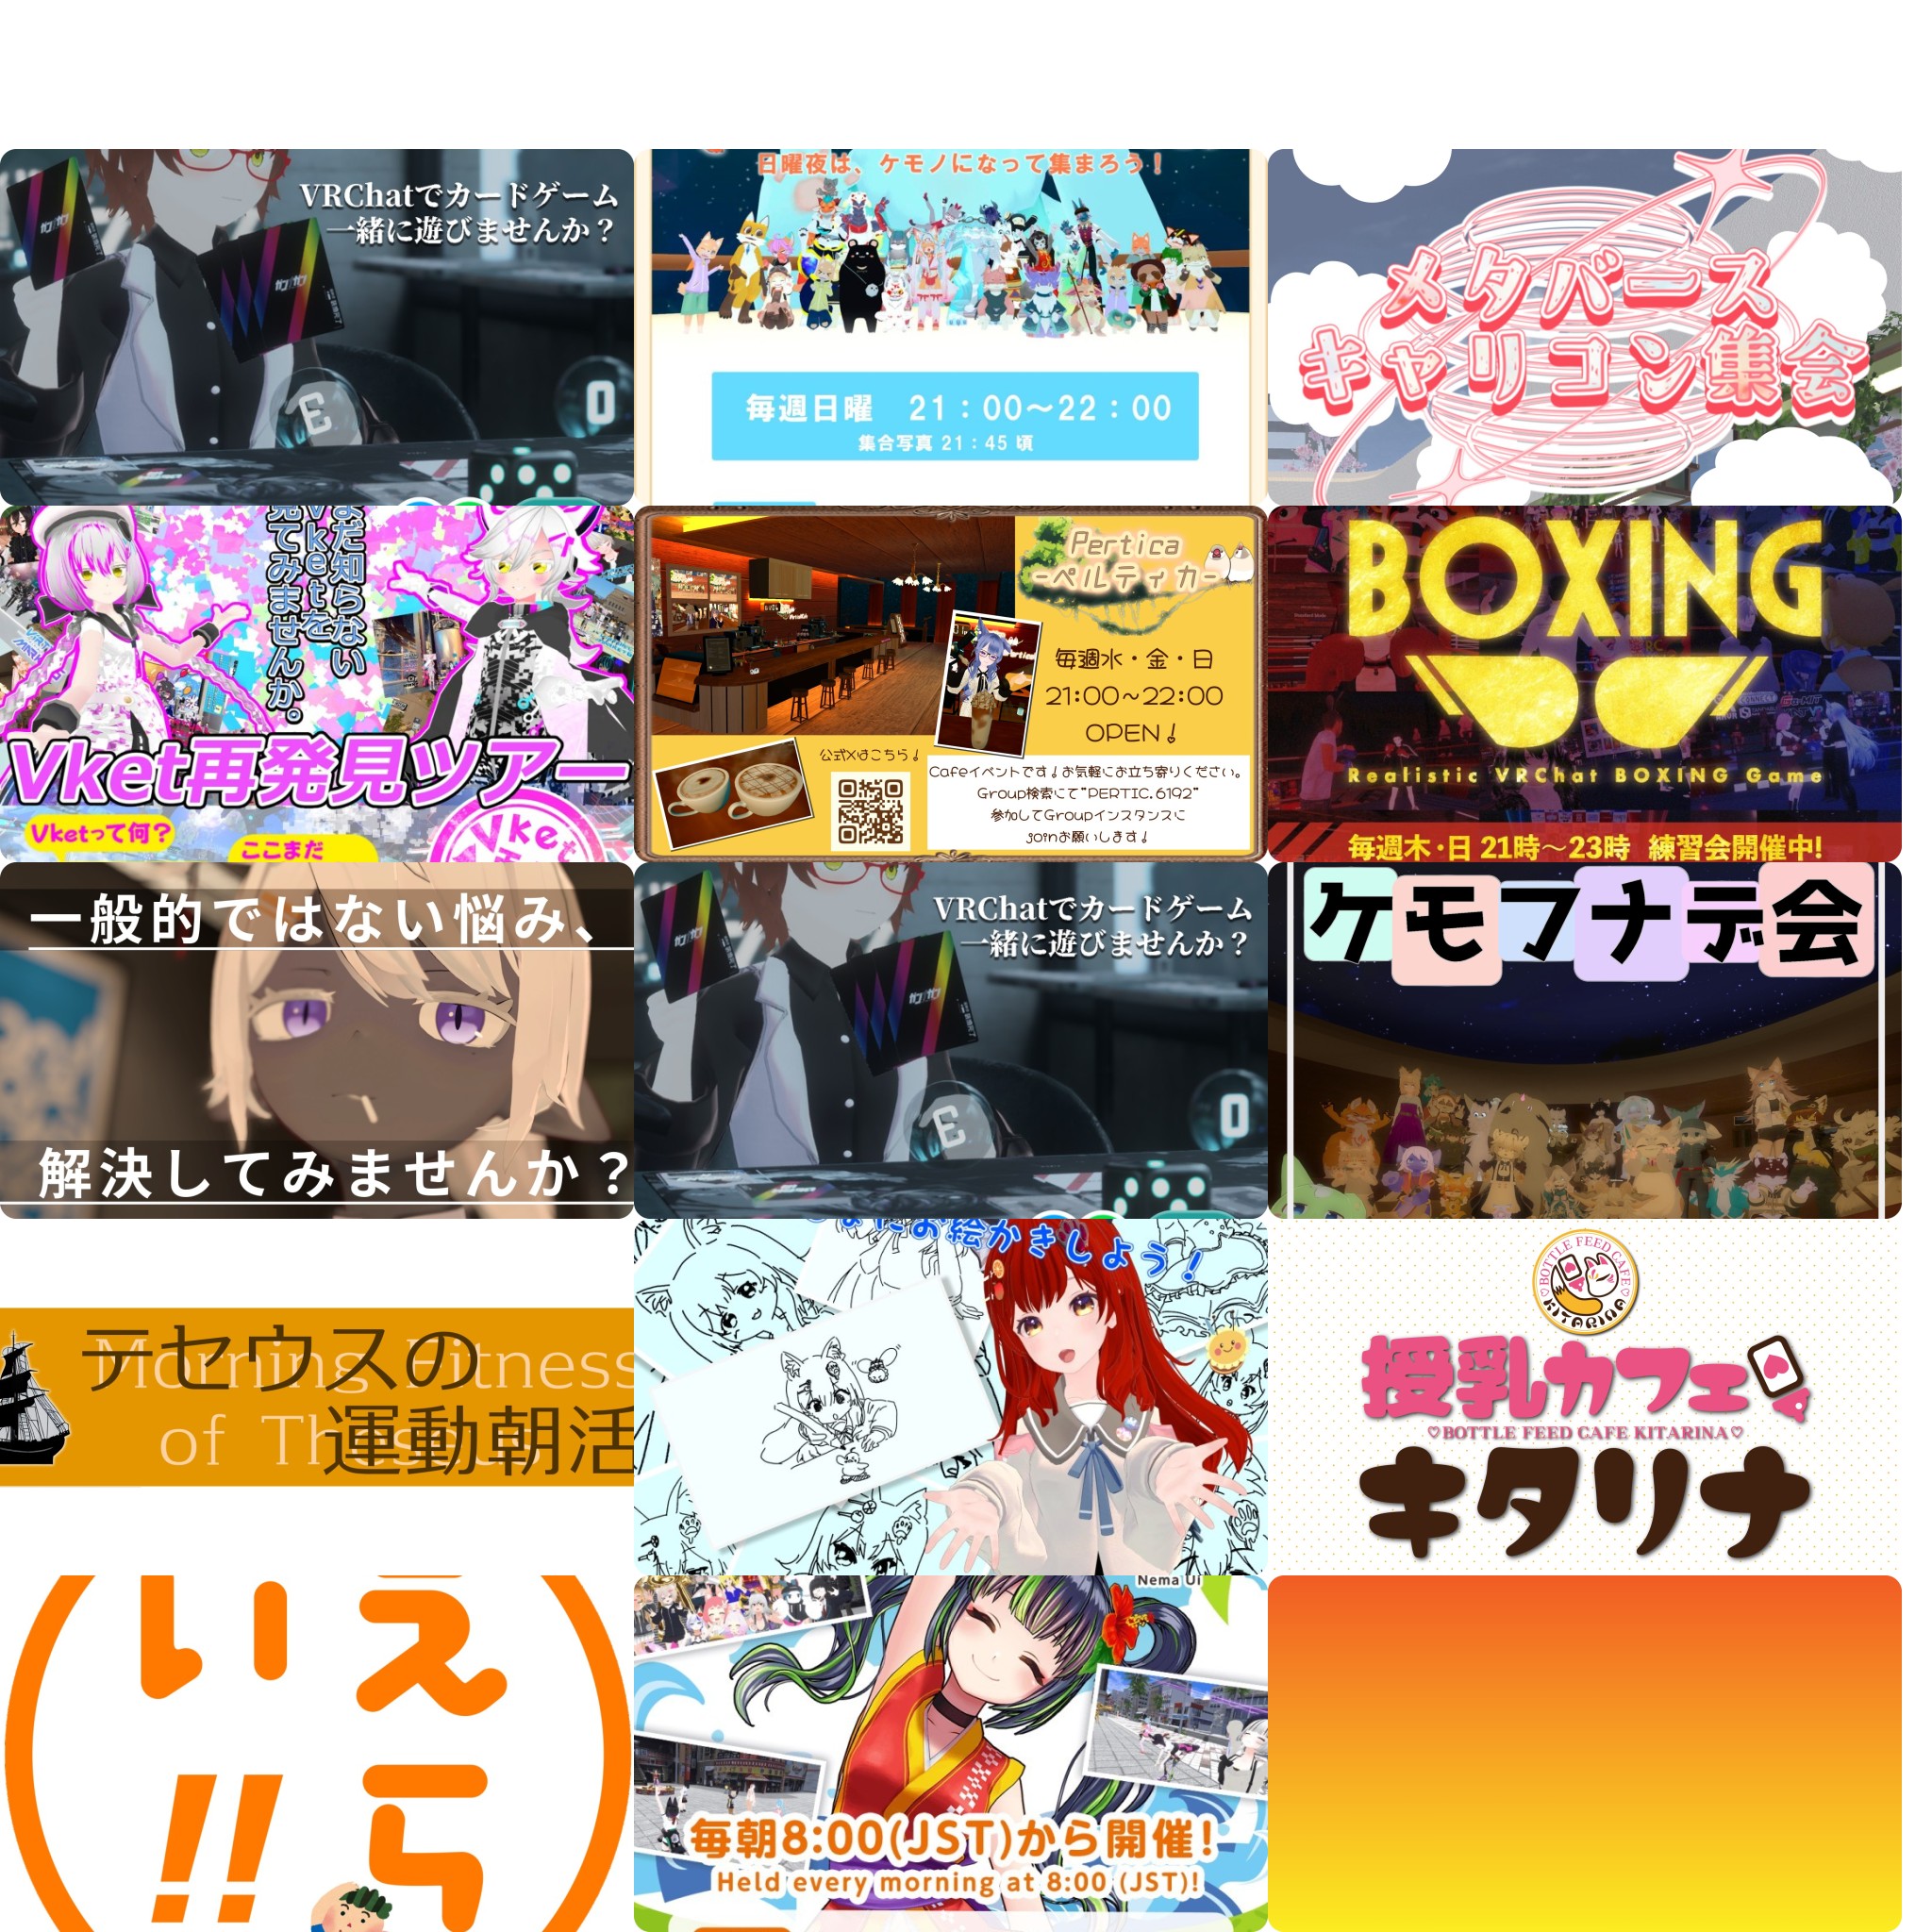 VRChatでカードゲーム
一緒に遊びませんか？
E
O
日曜夜は、ケモノになって集まろう！
毎週日曜　21：00～22：00
集合写真 21：45 頃
メタバース
キャリコン集会
まだ知らない
Vketを
見てみませんか。
Vket再発見ツアー
Vketって何？
ここまだ
Vket
Pertica
-ペルティカ-
毎週水・金・日
21:00~22:00
OPEN！
公式Xはこちら！
Cafeイベントです！お気軽にお立ち寄りください。
Group検索にて"PERTIC.6192"
参加してGroupインスタンスに
joinお願いします！
BOXING
Realistic VRChat BOXING Game
毎週木・日 21時～23時 練習会開催中!
一般的ではない悩み、
解決してみませんか？
VRChatでカードゲーム
一緒に遊びませんか？
E
O
ケモフナデ会
テセウスの
Morning Fitness
of Theseus
運動朝活
お絵かきしよう！
BOTTLE FEED CAFE
KITARINA
授乳カフェ
♡BOTTLE FEED CAFE KITARINA♡
キタリナ
えら
いい!!
Nema Ui
毎朝8:00(JST)から開催!
Held every morning at 8:00 (JST)!